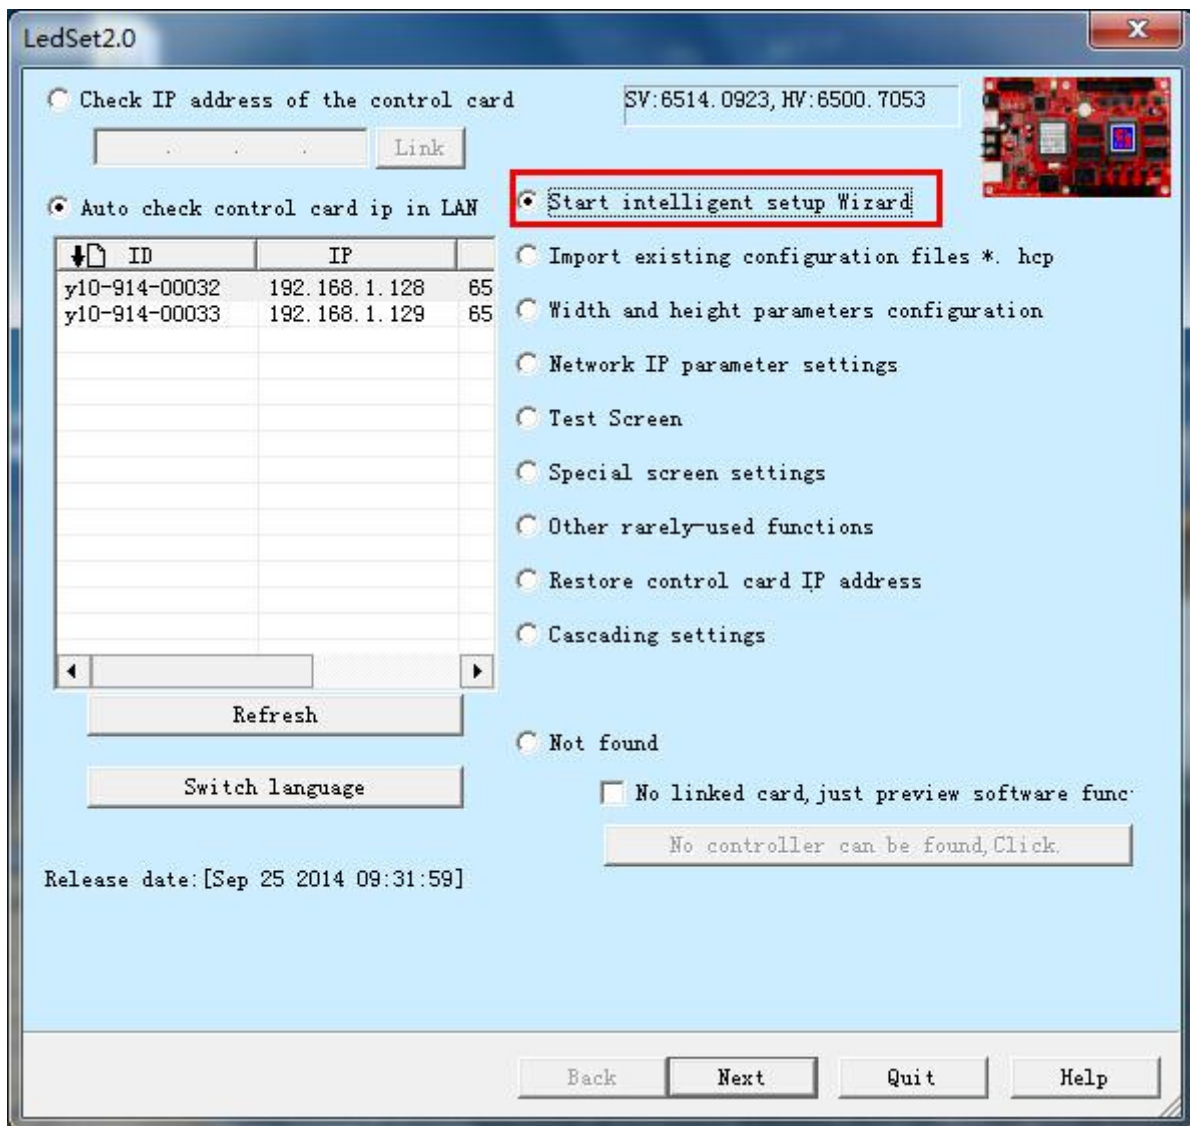 LedSet2.0
Check IP address of the control card
SV:6514.0923,HV:6500.7053
Link
Auto check control card ip in LAN
Start intelligent setup Wizard
ID IP
y10-914-00032 192.168.1.128 65
y10-914-00033 192.168.1.129 65
Import existing configuration files *. hcp
Width and height parameters configuration
Network IP parameter settings
Test Screen
Special screen settings
Other rarely-used functions
Restore control card IP address
Cascading settings
Refresh
Not found
Switch language
No linked card,just preview software func
No controller can be found,Click.
Release date:[Sep 25 2014 09:31:59]
Back Next Quit Help